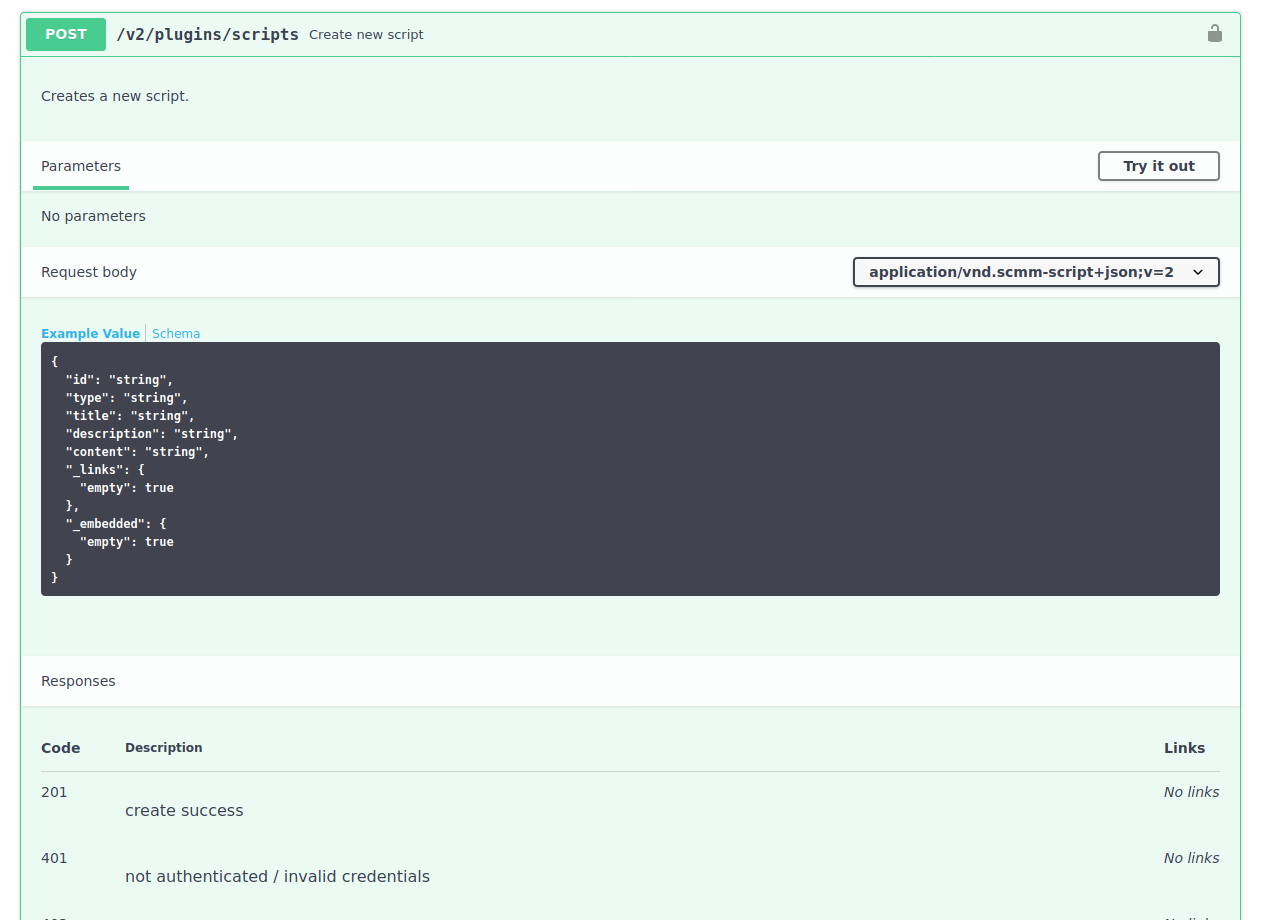 POST /v2/plugins/scripts Create new script
Creates a new script.
Parameters Try it out
No parameters
Request body application/vnd.scmm-script+json;v=2
Example Value Schema
{
  "id": "string",
  "type": "string",
  "title": "string",
  "description": "string",
  "content": "string",
  "_links": {
    "empty": true
  },
  "_embedded": {
    "empty": true
  }
}
Responses
Code Description Links
201 No links
create success
401 No links
not authenticated / invalid credentials